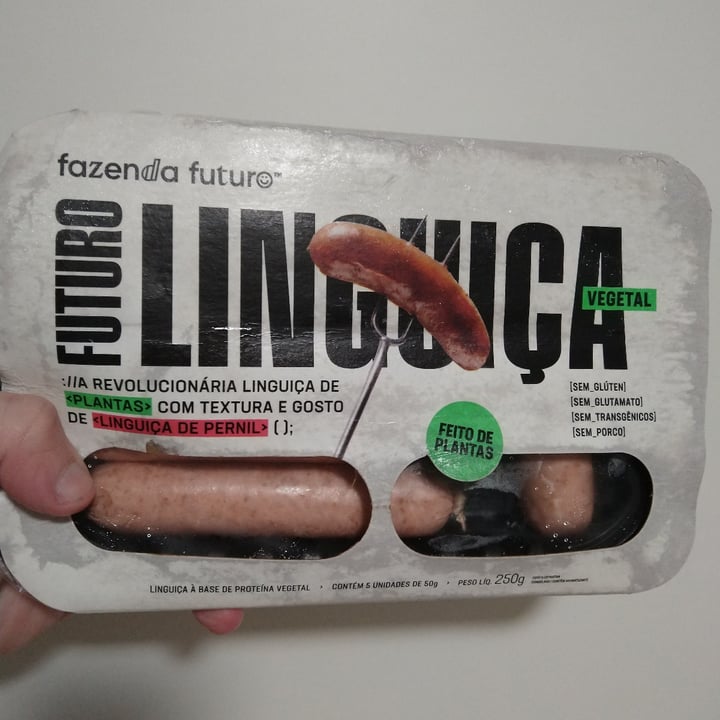 fazenda futuro™
FUTURO
LINGUIÇA
VEGETAL
://A REVOLUCIONÁRIA LINGUIÇA DE
<PLANTAS> COM TEXTURA E GOSTO
DE <LINGUIÇA DE PERNIL> ( );
[SEM_GLÚTEN]
[SEM_GLUTAMATO]
[SEM_TRANSGÊNICOS]
[SEM_PORCO]
FEITO DE
PLANTAS
LINGUIÇA À BASE DE PROTEÍNA VEGETAL • CONTÉM 5 UNIDADES DE 50g • PESO LÍQ. 250g